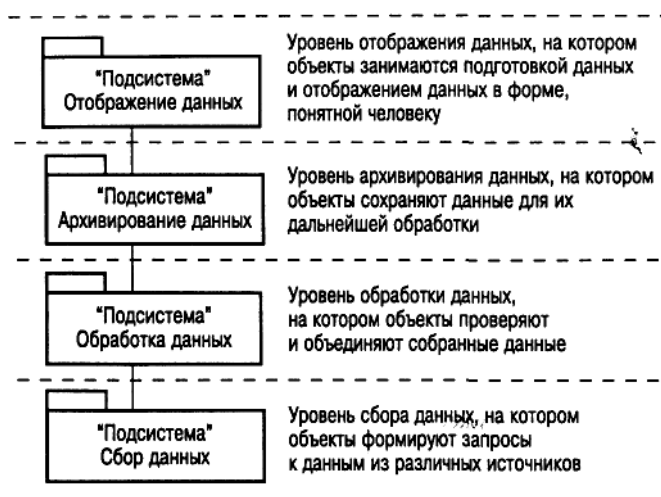 "Подсистема"
Отображение данных
Уровень отображения данных, на котором
объекты занимаются подготовкой данных
и отображением данных в форме,
понятной человеку
"Подсистема"
Архивирование данных
Уровень архивирования данных, на котором
объекты сохраняют данные для их
дальнейшей обработки
"Подсистема"
Обработка данных
Уровень обработки данных,
на котором объекты проверяют
и объединяют собранные данные
"Подсистема"
Сбор данных
Уровень сбора данных, на котором
объекты формируют запросы
к данным из различных источников